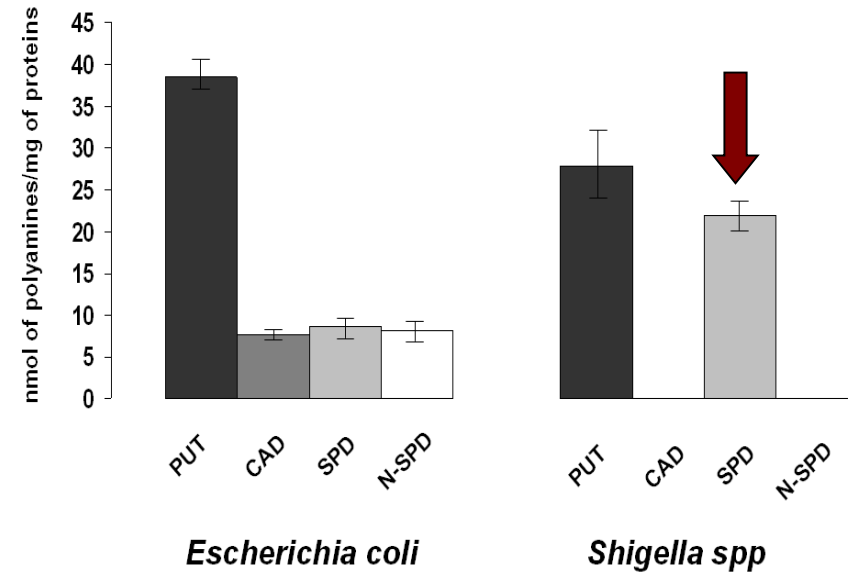 nmol of polyamines/mg of proteins
45
40
35
30
25
20
15
10
5
0
PUT
CAD
SPD
N-SPD
PUT
CAD
SPD
N-SPD
Escherichia coli
Shigella spp